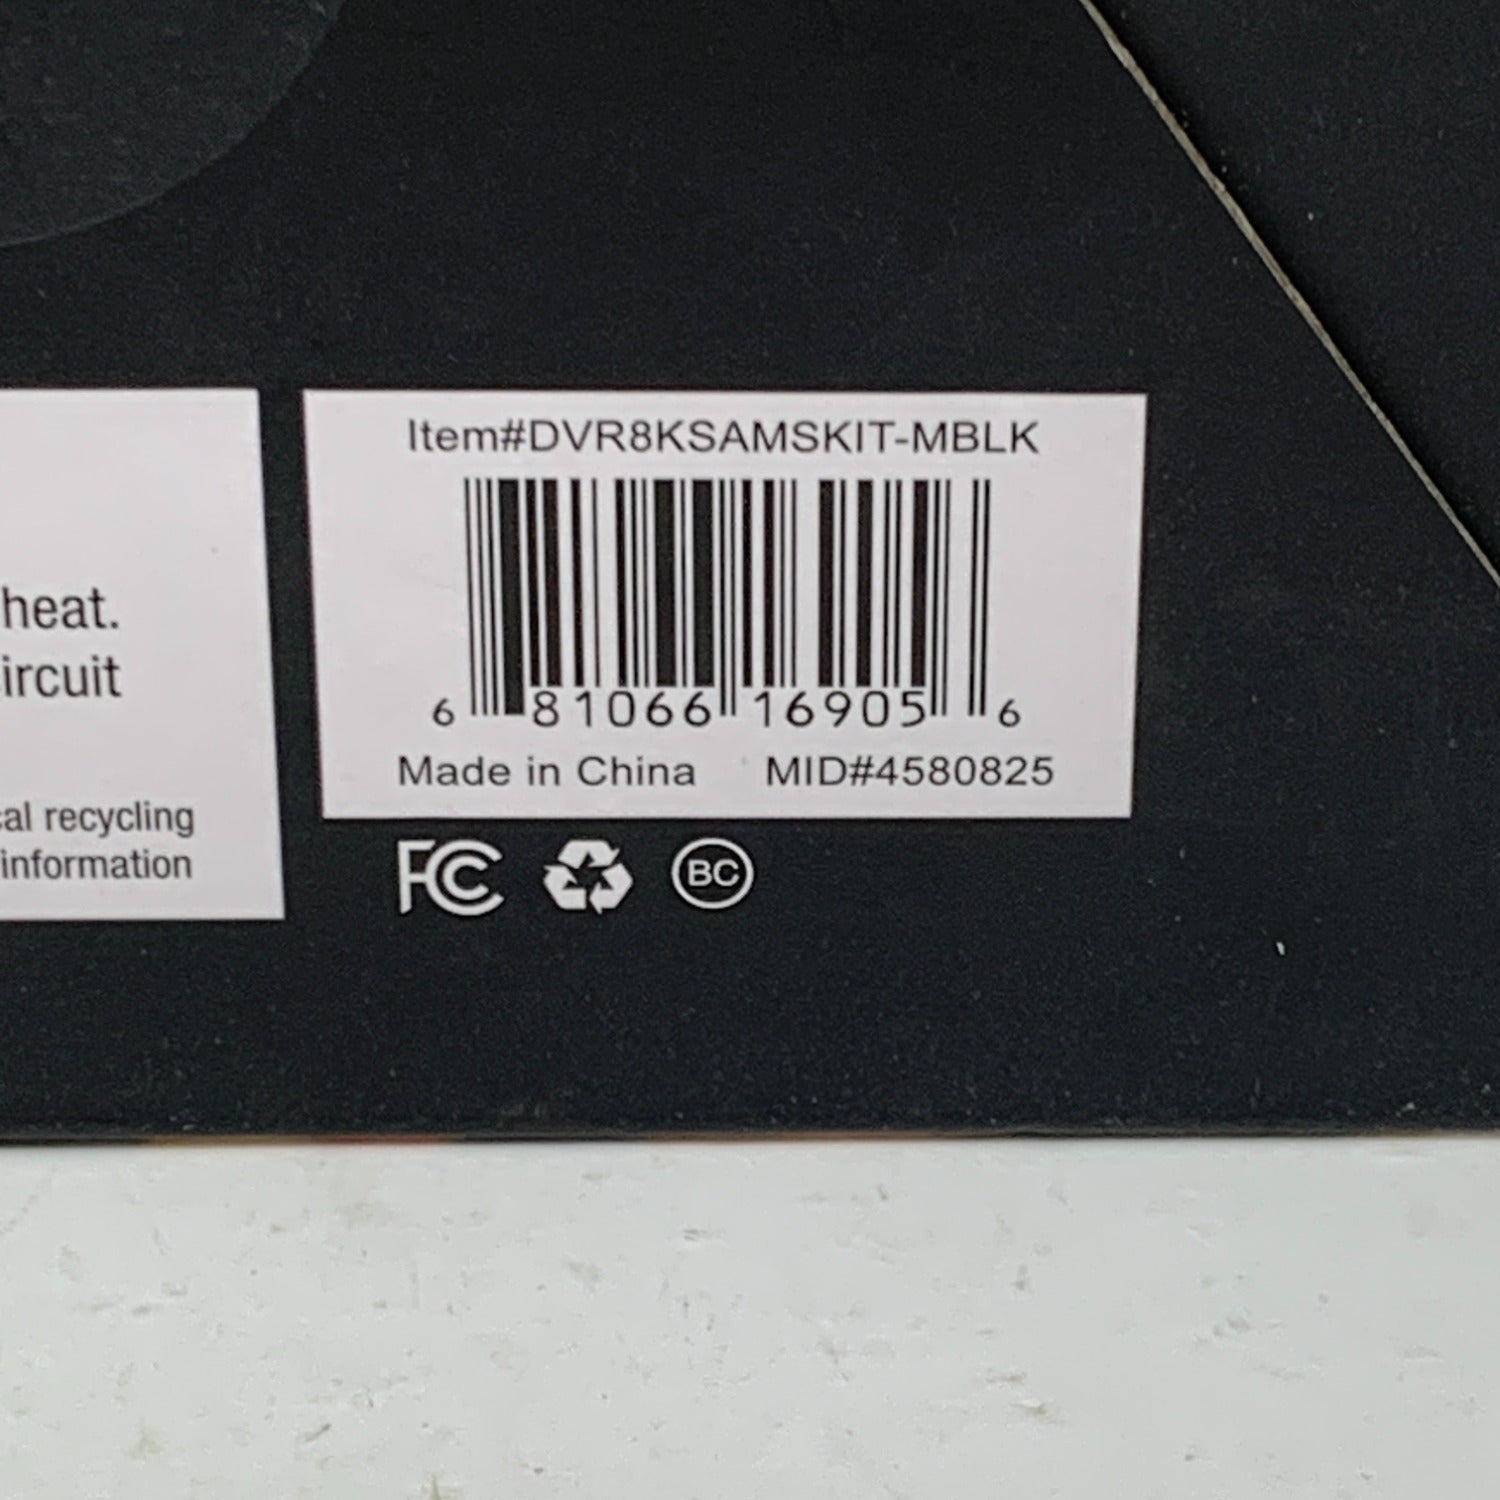 heat.
ircuit
cal recycling
information
Item#DVR8KSAMSKIT-MBLK
6 81066 16905 6
Made in China MID#4580825
FC BC